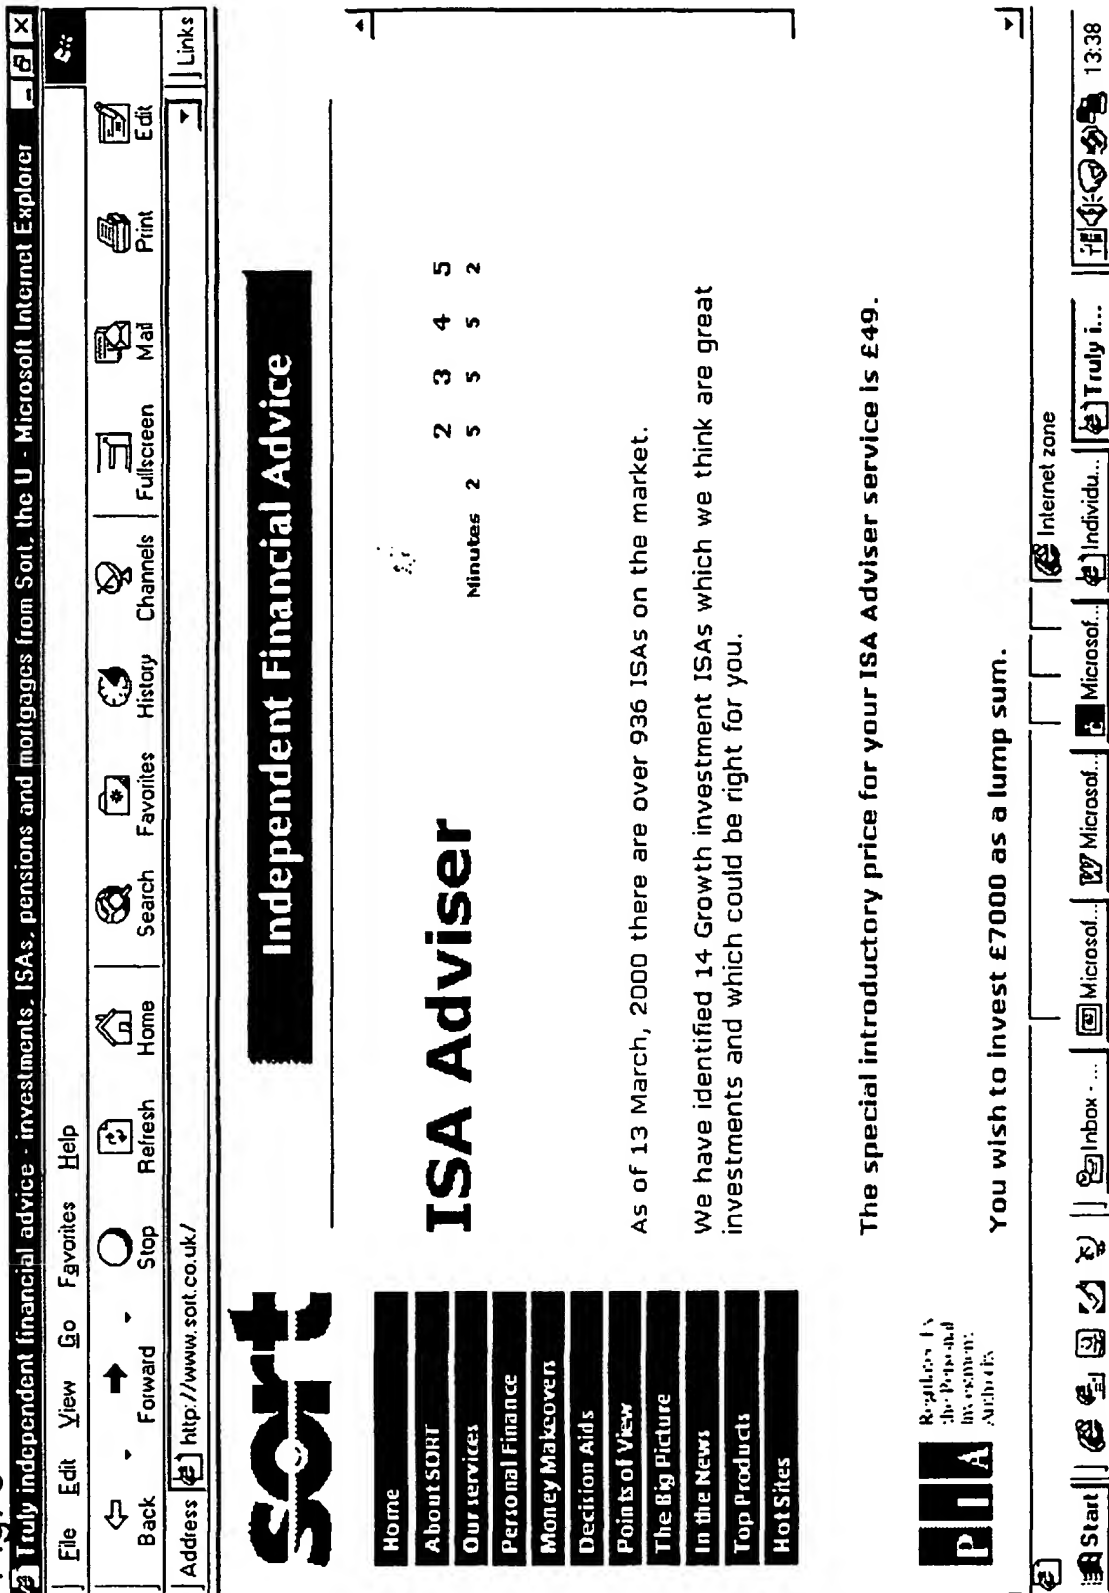 Truly independent financial advice - investments, ISAs, pensions and mortgages from Sort, the U - Microsoft Internet Explorer
File Edit View Go Favorites Help
Back Forward Stop Refresh Home Search Favorites History Channels Fullscreen Mail Print Edit
Address http://www.sort.co.uk/ Links
sort
Independent Financial Advice
Home
About SORT
Our services
Personal Finance
Money Makeovers
Decision Aids
Points of View
The Big Picture
In the News
Top Products
Hot Sites
ISA Adviser
2 3 4 5
Minutes 2 5 5 5 2
As of 13 March, 2000 there are over 936 ISAs on the market.
We have identified 14 Growth investment ISAs which we think are great
investments and which could be right for you.
The special introductory price for your ISA Adviser service is £49.
You wish to invest £7000 as a lump sum.
PIA
Regulated by
the Personal
Investment
Authority
Internet zone
Start Inbox - ... Microsof... Microsof... Microsof... Individu... Truly i... 13:38